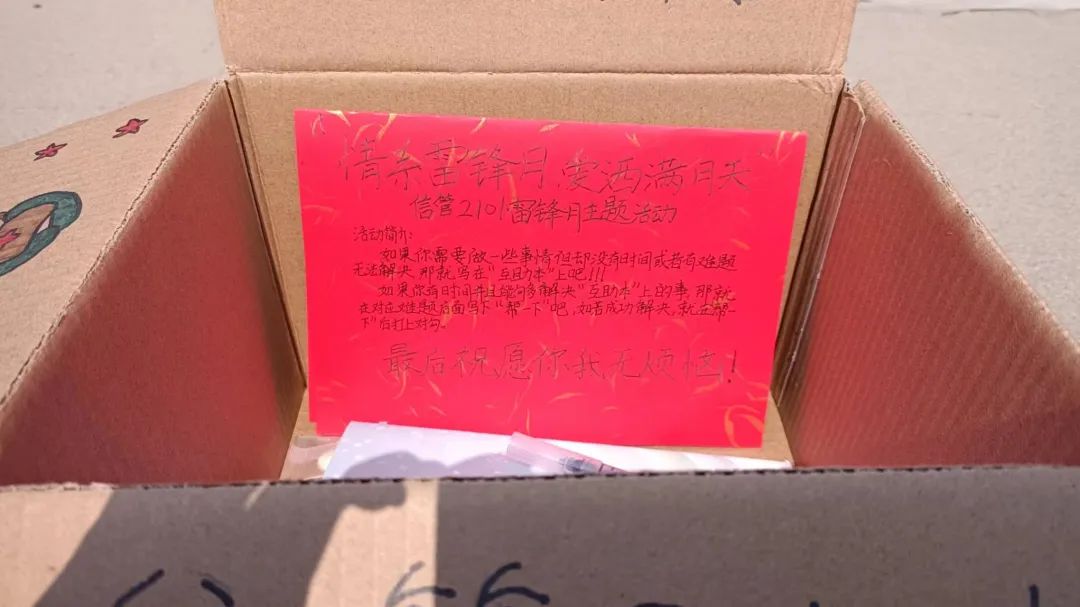 情系雷锋月,爱洒满月天
信管2101雷锋月主题活动
活动简介:
如果你需要做一些事情但却没有时间或者有难题
无法解决,那就写在“互助本”上吧!!!
如果你有时间并且能够多解决“互助本”上的事,那就
在对应难题后面写下“帮一下”吧,如若成功解决,就在“帮一
下”后打上对勾。
最后祝愿你我无烦恼!